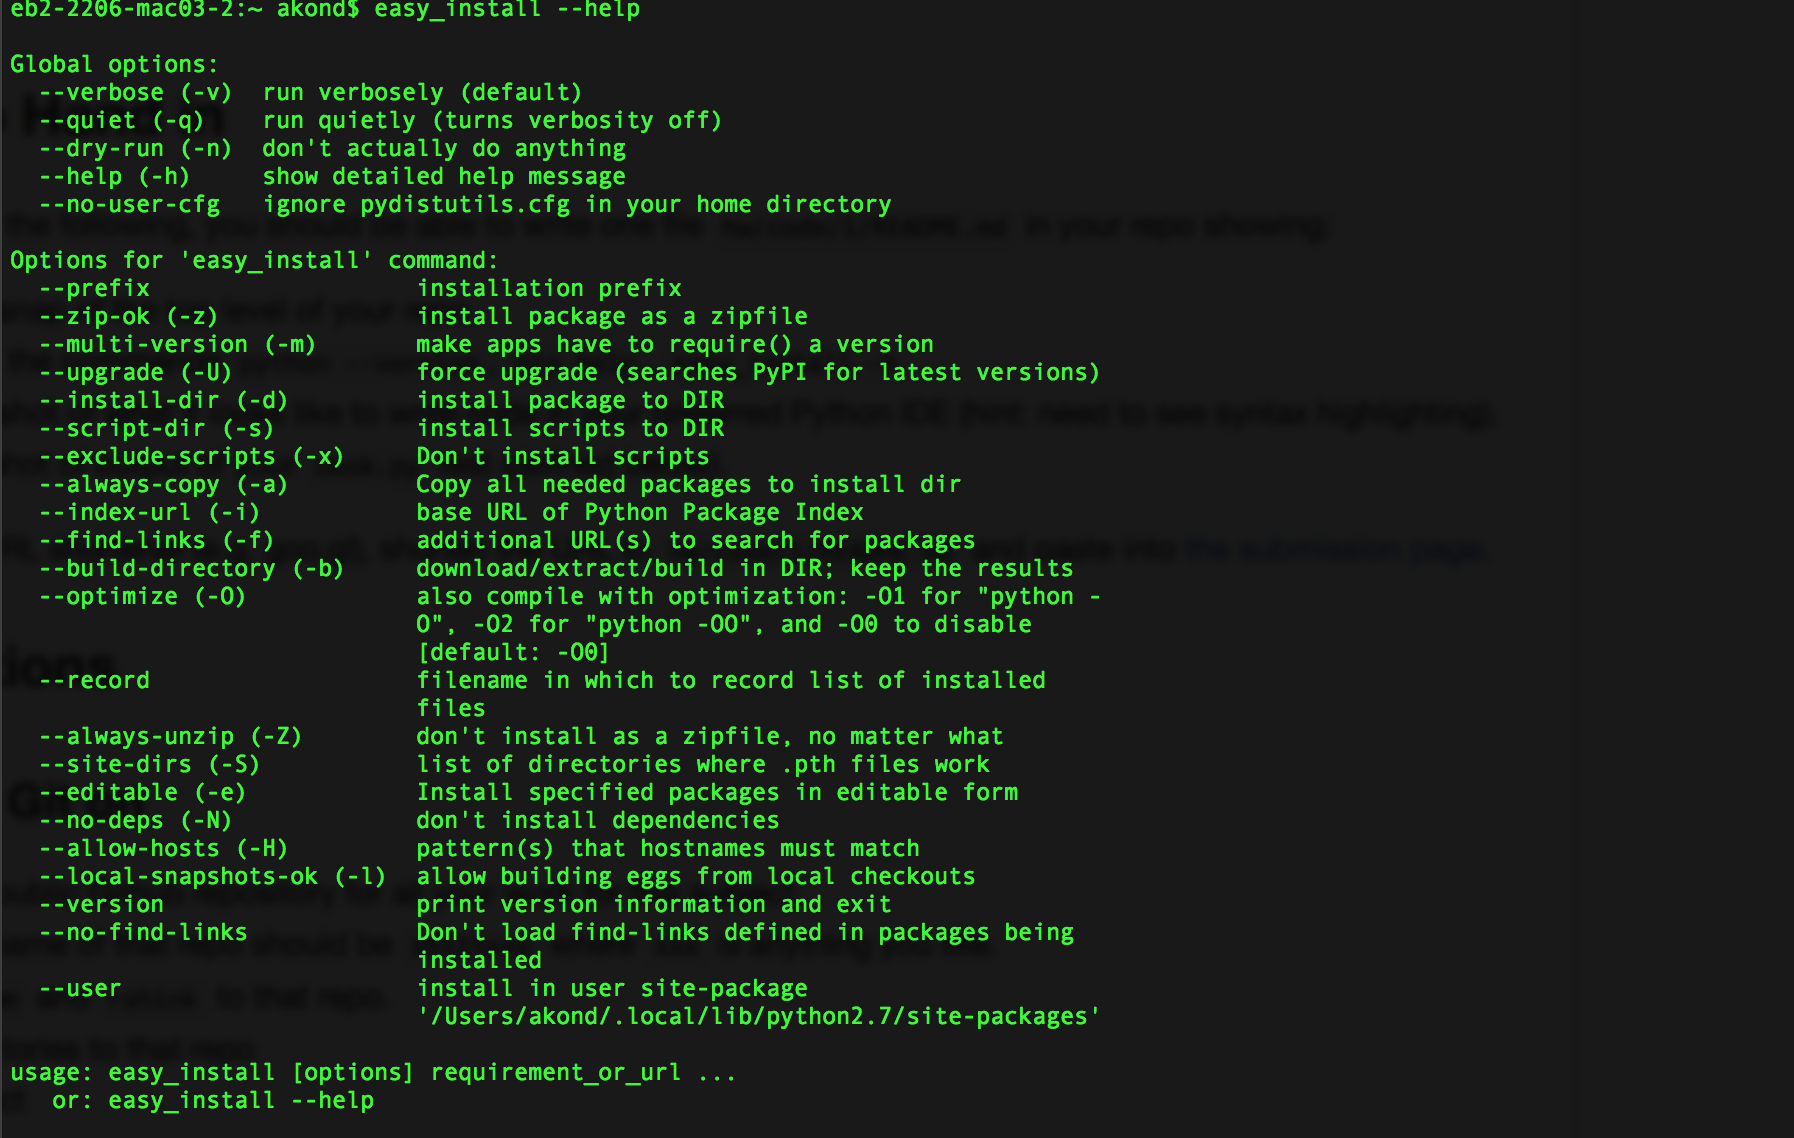 eb2-2206-mac03-2:~ akond$ easy_install --help
Global options:
--verbose (-v)  run verbosely (default)
--quiet (-q)    run quietly (turns verbosity off)
--dry-run (-n)  don't actually do anything
--help (-h)     show detailed help message
--no-user-cfg   ignore pydistutils.cfg in your home directory
Options for 'easy_install' command:
--prefix                   installation prefix
--zip-ok (-z)              install package as a zipfile
--multi-version (-m)       make apps have to require() a version
--upgrade (-U)             force upgrade (searches PyPI for latest versions)
--install-dir (-d)         install package to DIR
--script-dir (-s)          install scripts to DIR
--exclude-scripts (-x)     Don't install scripts
--always-copy (-a)         Copy all needed packages to install dir
--index-url (-i)           base URL of Python Package Index
--find-links (-f)          additional URL(s) to search for packages
--build-directory (-b)     download/extract/build in DIR; keep the results
--optimize (-O)            also compile with optimization: -O1 for "python -
O", -O2 for "python -OO", and -O0 to disable
[default: -O0]
--record                   filename in which to record list of installed
files
--always-unzip (-Z)        don't install as a zipfile, no matter what
--site-dirs (-S)           list of directories where .pth files work
--editable (-e)            Install specified packages in editable form
--no-deps (-N)             don't install dependencies
--allow-hosts (-H)         pattern(s) that hostnames must match
--local-snapshots-ok (-l)  allow building eggs from local checkouts
--version                  print version information and exit
--no-find-links            Don't load find-links defined in packages being
installed
--user                     install in user site-package
'/Users/akond/.local/lib/python2.7/site-packages'
usage: easy_install [options] requirement_or_url ...
or: easy_install --help